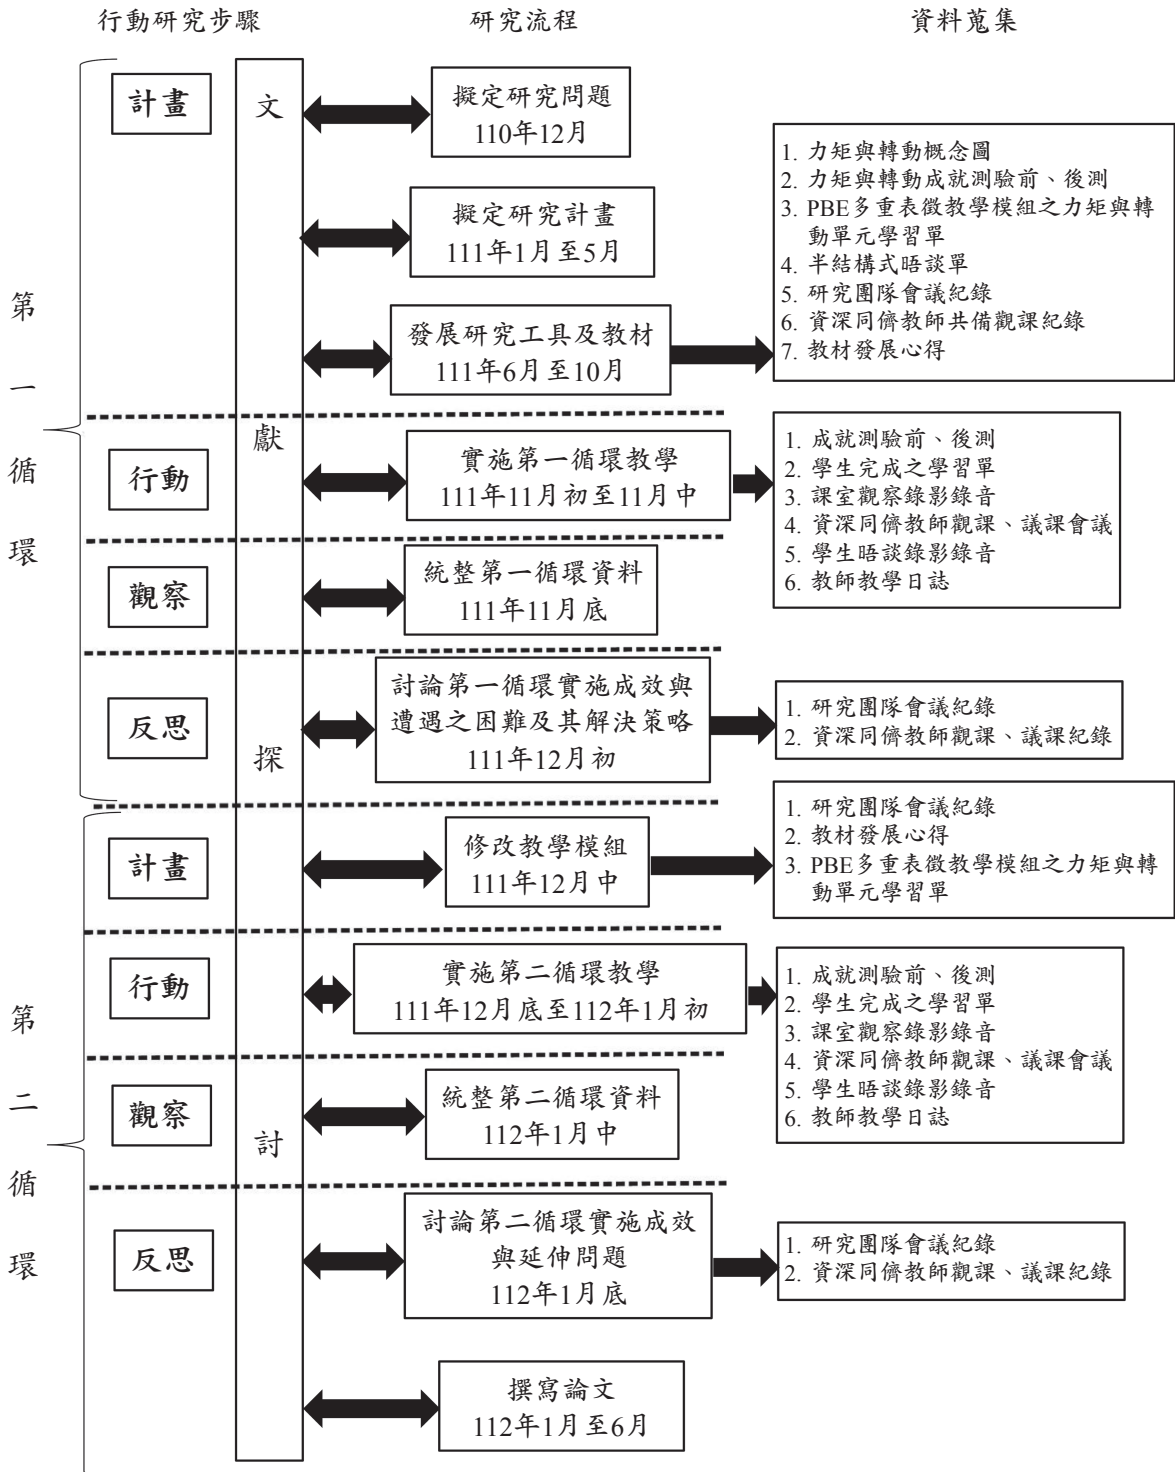 行動研究步驟
研究流程
資料蒐集
第一循環
計畫
文獻探討
擬定研究問題
110年12月
擬定研究計畫
111年1月至5月
發展研究工具及教材
111年6月至10月
1. 力矩與轉動概念圖
2. 力矩與轉動成就測驗前、後測
3. PBE多重表徵教學模組之力矩與轉
動單元學習單
4. 半結構式晤談單
5. 研究團隊會議紀錄
6. 資深同儕教師共備觀課紀錄
7. 教材發展心得
行動
實施第一循環教學
111年11月初至11月中
1. 成就測驗前、後測
2. 學生完成之學習單
3. 課室觀察錄影錄音
4. 資深同儕教師觀課、議課會議
5. 學生晤談錄影錄音
6. 教師教學日誌
觀察
統整第一循環資料
111年11月底
反思
討論第一循環實施成效與
遭遇之困難及其解決策略
111年12月初
1. 研究團隊會議紀錄
2. 資深同儕教師觀課、議課紀錄
第二循環
計畫
修改教學模組
111年12月中
1. 研究團隊會議紀錄
2. 教材發展心得
3. PBE多重表徵教學模組之力矩與轉
動單元學習單
行動
實施第二循環教學
111年12月底至112年1月初
1. 成就測驗前、後測
2. 學生完成之學習單
3. 課室觀察錄影錄音
4. 資深同儕教師觀課、議課會議
5. 學生晤談錄影錄音
6. 教師教學日誌
觀察
統整第二循環資料
112年1月中
反思
討論第二循環實施成效
與延伸問題
112年1月底
1. 研究團隊會議紀錄
2. 資深同儕教師觀課、議課紀錄
撰寫論文
112年1月至6月